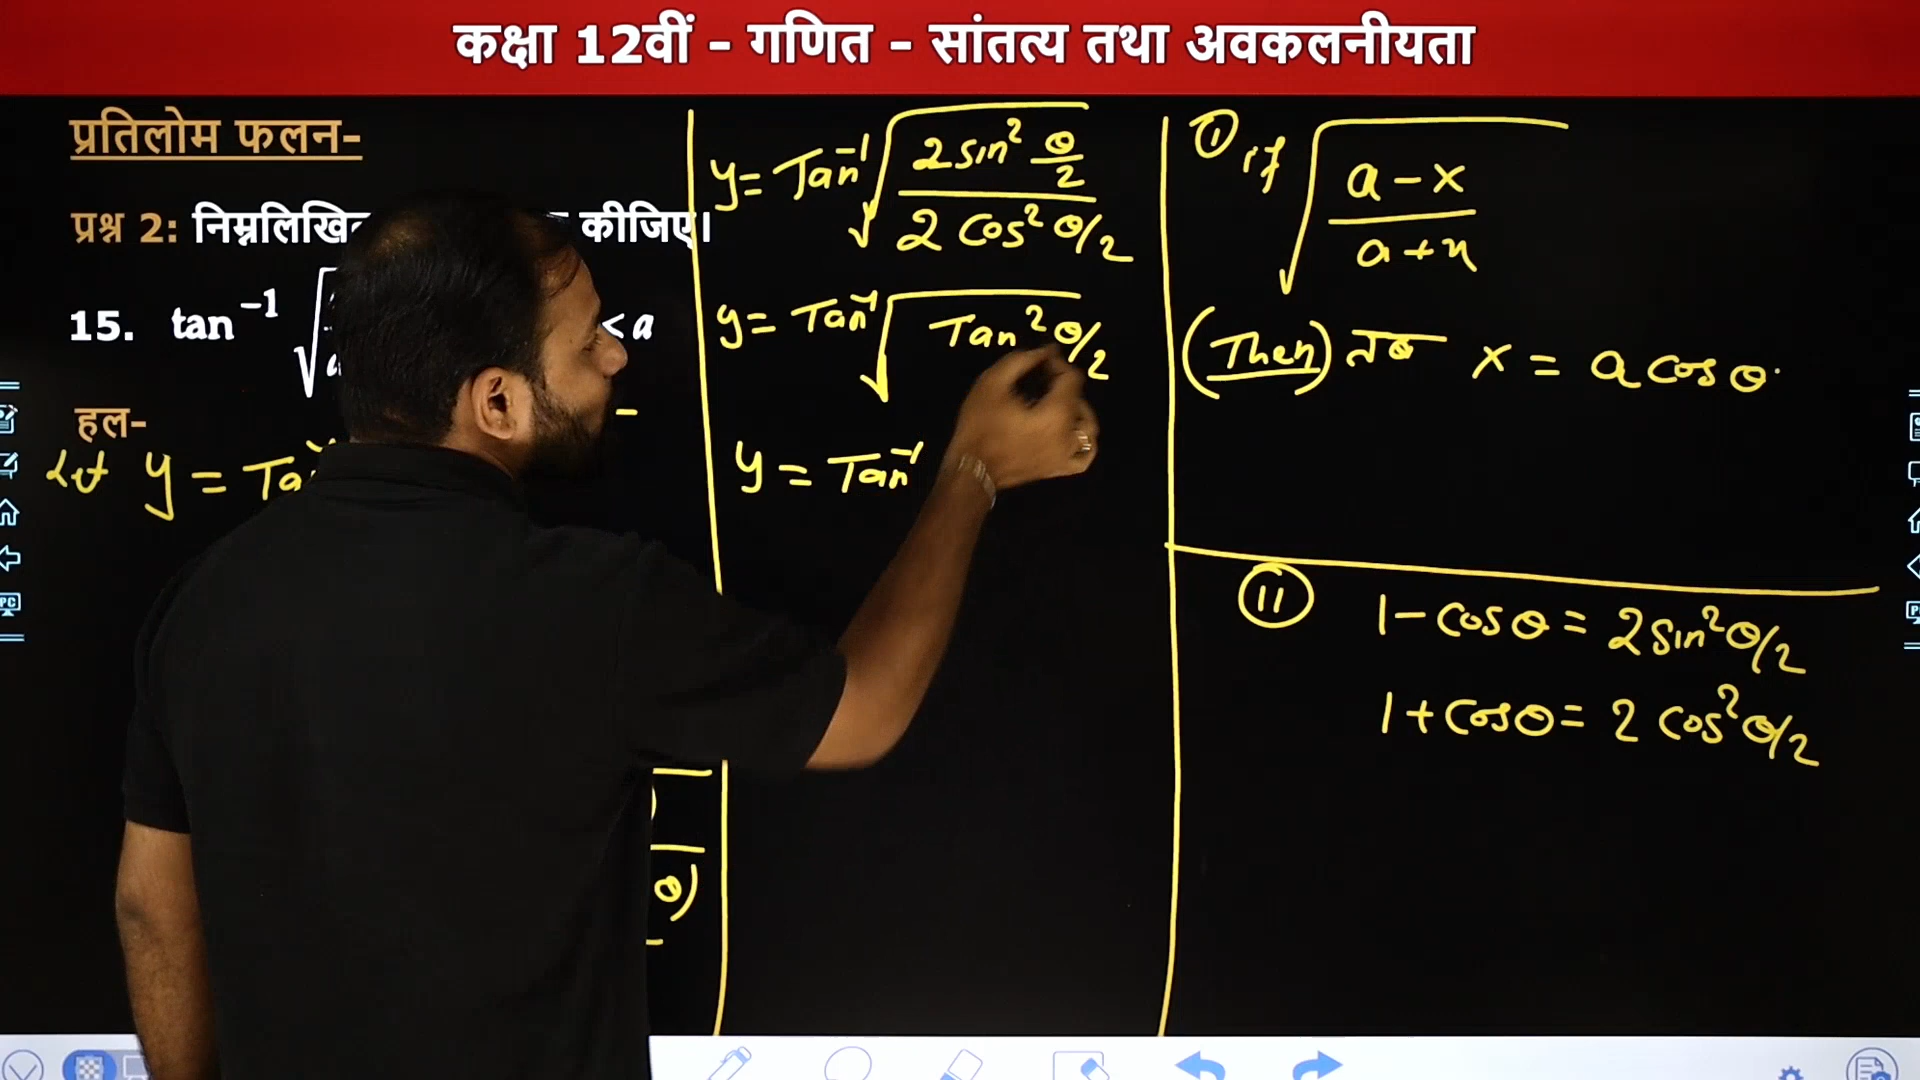 कक्षा 12वीं - गणित - सांतत्य तथा अवकलनीयता
प्रतिलोम फलन-
प्रश्न 2: कीजिए।
15. tan⁻¹ √ < a
हल-
Let y = Ta
θ)
y = Tan⁻¹ √(2 sin² θ/2 / 2 cos² θ/2)
y = Tan⁻¹ √(Tan² θ/2)
y = Tan⁻¹
① if √(a - x / a + x)
(Then) x = a cos θ
⑪ 1 - cos θ = 2 sin² θ/2
1 + cos θ = 2 cos² θ/2